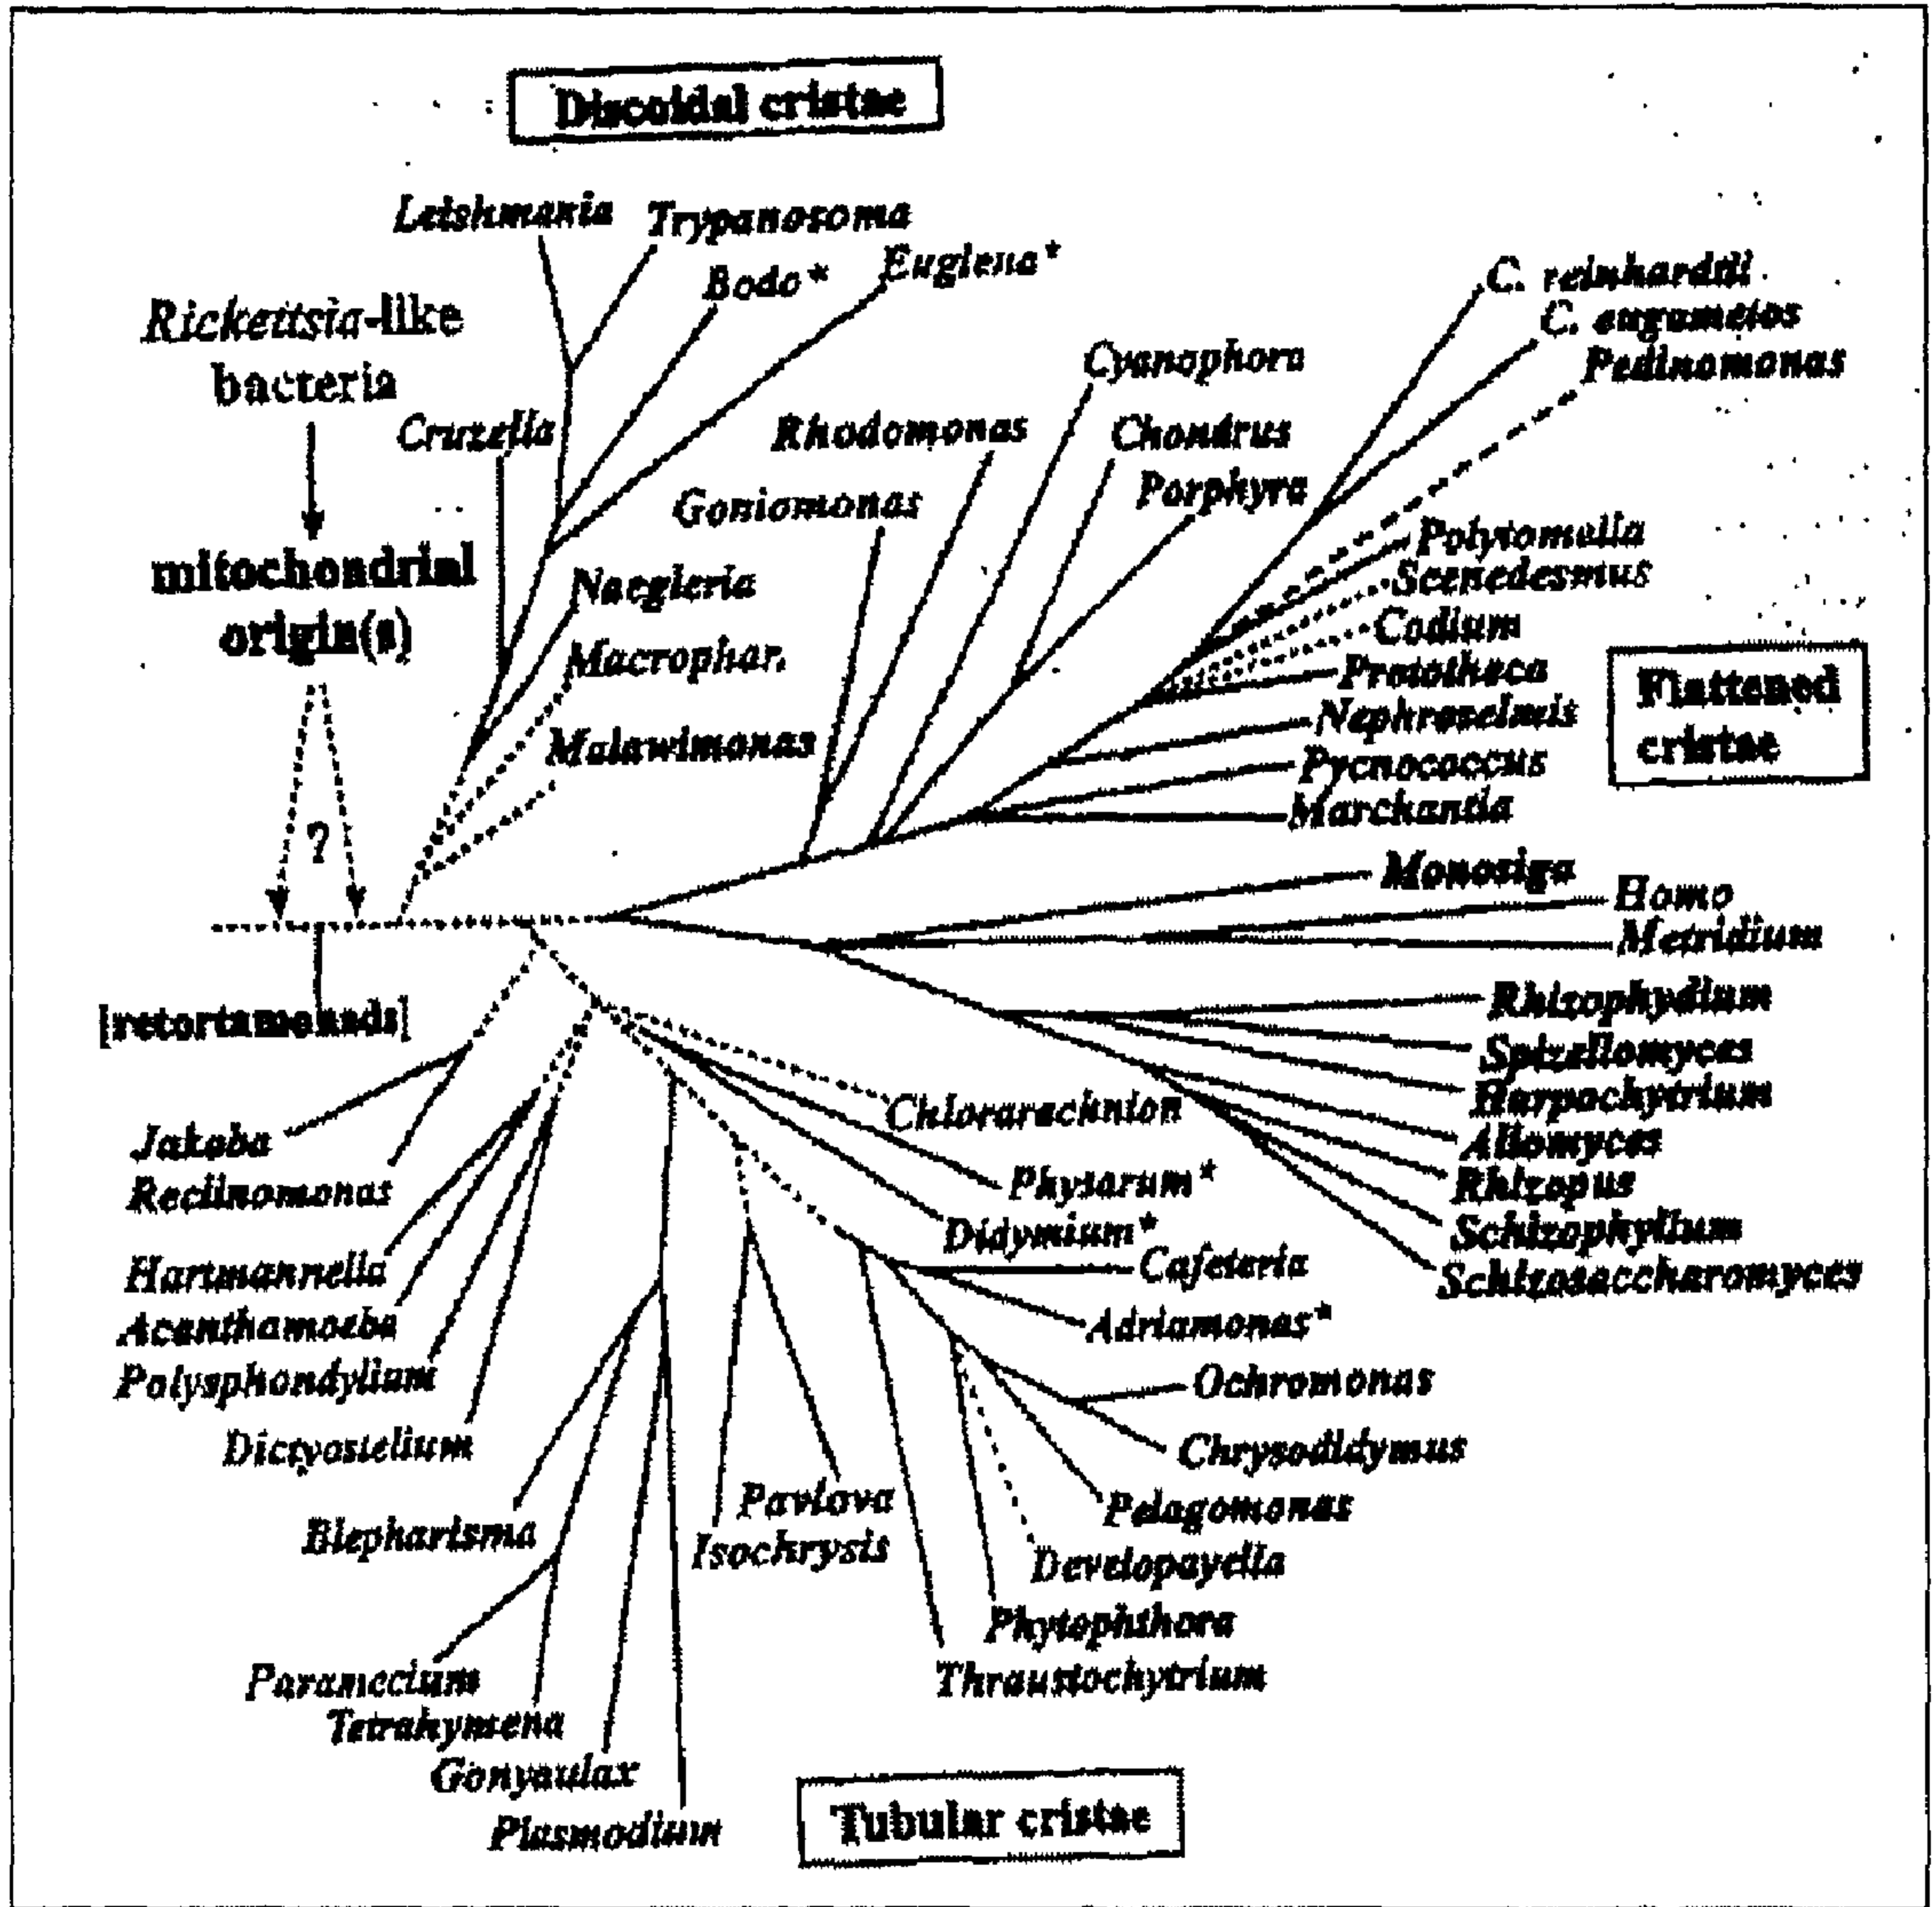 Discoidal cristae
Leishmania
Trypanosoma
Bodo*
Euglena*
Rickettsia-like
bacteria
Cruzella
mitochondrial
origin(s)
Naegleria
Macrophar.
Malawimonas
Goniomonas
Rhodomonas
Cyanophora
Chondrus
Porphyra
C. reinhardtii
C. eugametos
Pedinomonas
Polytomella
Scenedesmus
Codium
Prototheca
Nephroselmis
Pycnococcus
Marchantia
Flattened
cristae
?
Monosiga
Homo
Metridium
[retortamonads]
Rhizophydium
Spizellomyces
Harpochytrium
Allomyces
Rhizopus
Schizophyllum
Schizosaccharomyces
Jakoba
Reclinomonas
Hartmannella
Acanthamoeba
Polysphondylium
Dictyostelium
Chlorarachnion
Physarum*
Didymium*
Cafeteria
Adriamonas*
Ochromonas
Chrysodidymus
Pelagomonas
Developayella
Phytophthora
Thraustochytrium
Pavlova
Isochrysis
Blepharisma
Paramecium
Tetrahymena
Gonyaulax
Plasmodium
Tubular cristae